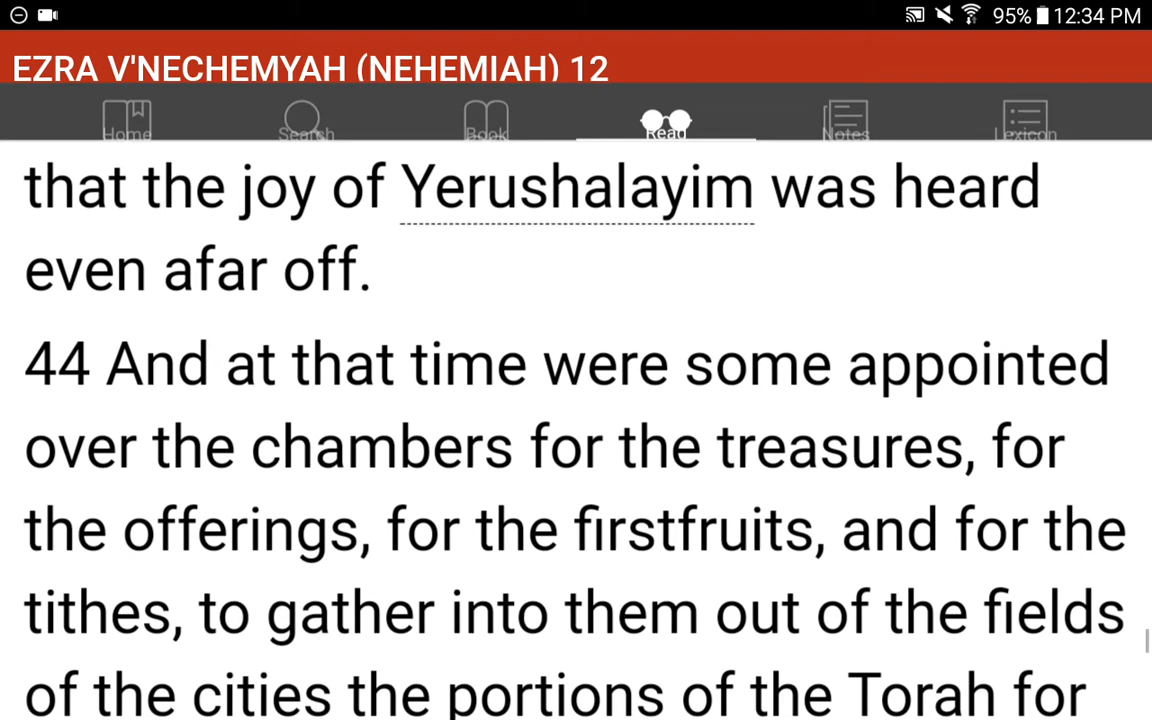 95% 12:34 PM
EZRA V'NECHEMYAH (NEHEMIAH) 12
Home Search Book Read Notes Lexicon
that the joy of Yerushalayim was heard
even afar off.
44 And at that time were some appointed
over the chambers for the treasures, for
the offerings, for the firstfruits, and for the
tithes, to gather into them out of the fields
of the cities the portions of the Torah for